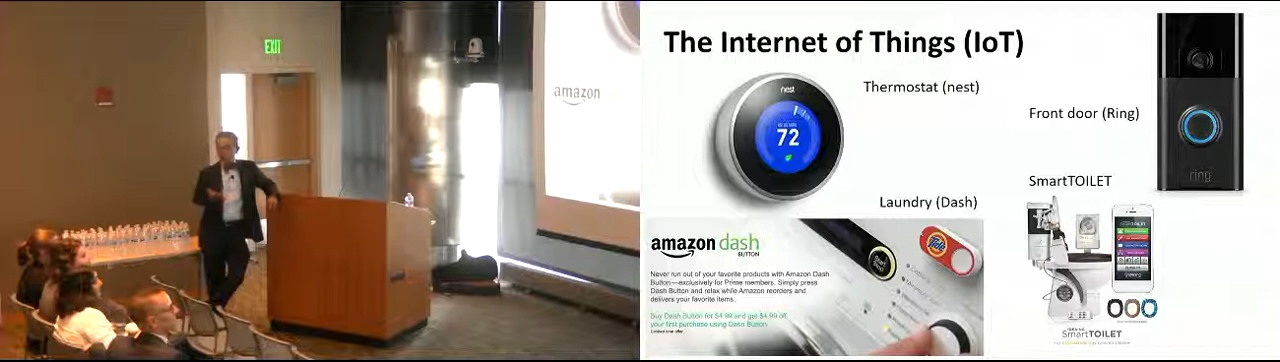 EXIT
amazon
The Internet of Things (IoT)
nest
72
Thermostat (nest)
Front door (Ring)
ring
SmartTOILET
Laundry (Dash)
amazon dash
BUTTON
Never run out of your favorite products with Amazon Dash
Button—exclusively for Prime members. Simply press
Dash Button and relax while Amazon reorders and
delivers your favorite items.
Buy Dash Button for $4.99 and get $4.99 off
your first purchase using Dash Button
Limited time offer
Tide
SmartTOILET